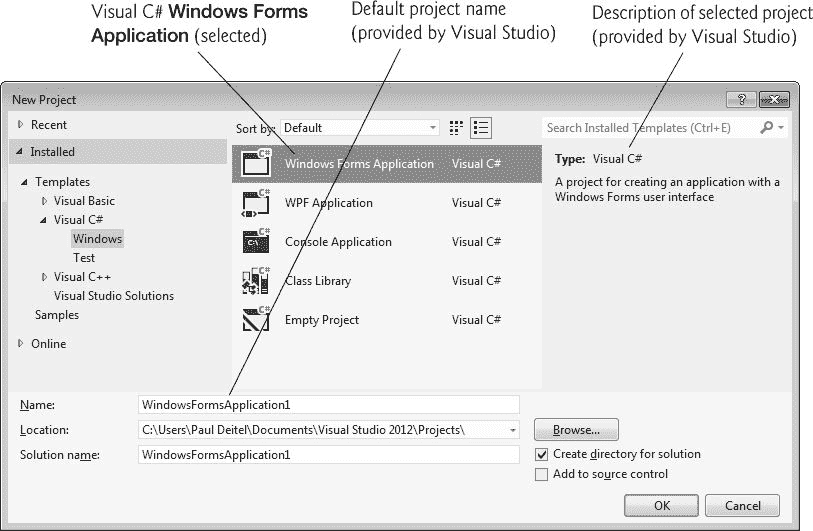 Visual C# Windows Forms
Application (selected)
Default project name
(provided by Visual Studio)
Description of selected project
(provided by Visual Studio)
New Project
?
Recent
Installed
Templates
Visual Basic
Visual C#
Windows
Test
Visual C++
Visual Studio Solutions
Samples
Online
Sort by: Default
Search Installed Templates (Ctrl+E)
C# Windows Forms Application Visual C#
C# WPF Application Visual C#
C# Console Application Visual C#
C# Class Library Visual C#
C# Empty Project Visual C#
Type: Visual C#
A project for creating an application with a
Windows Forms user interface
Name: WindowsFormsApplication1
Location: C:\Users\Paul Deitel\Documents\Visual Studio 2012\Projects\
Browse...
Solution name: WindowsFormsApplication1
Create directory for solution
Add to source control
OK
Cancel